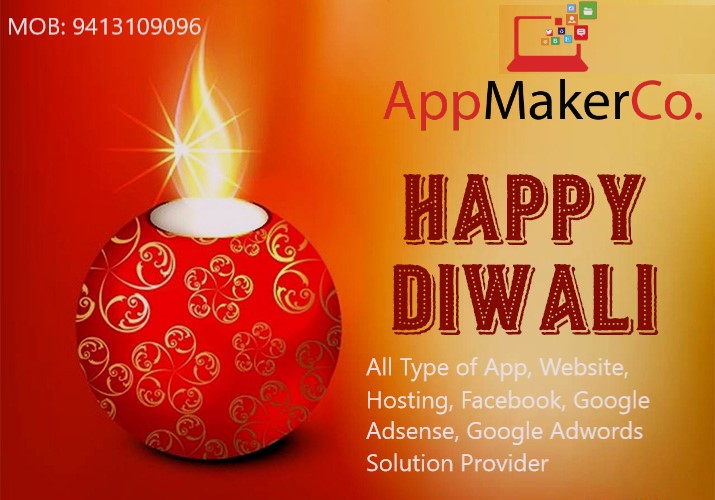 MOB: 9413109096
AppMakerCo.
HAPPY
DIWALI
All Type of App, Website,
Hosting, Facebook, Google
Adsense, Google Adwords
Solution Provider